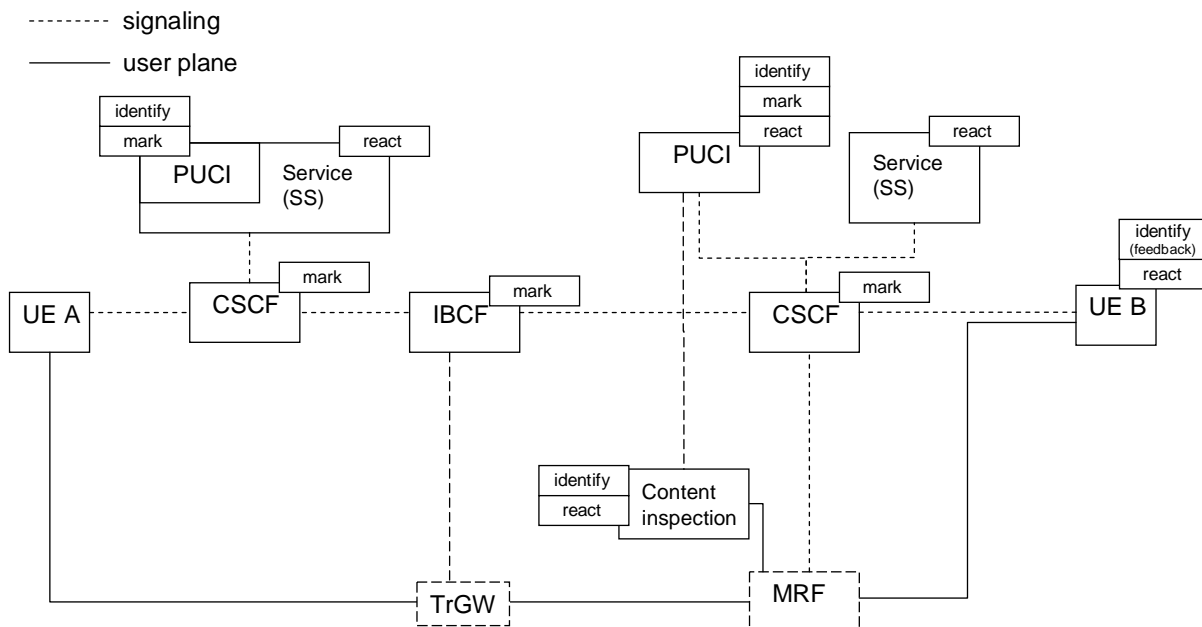 signaling
user plane
identify
mark
PUCI
react
Service
(SS)
identify
mark
react
PUCI
react
Service
(SS)
identify
(feedback)
react
UE A
mark
CSCF
mark
IBCF
mark
CSCF
UE B
identify
react
Content
inspection
TrGW
MRF